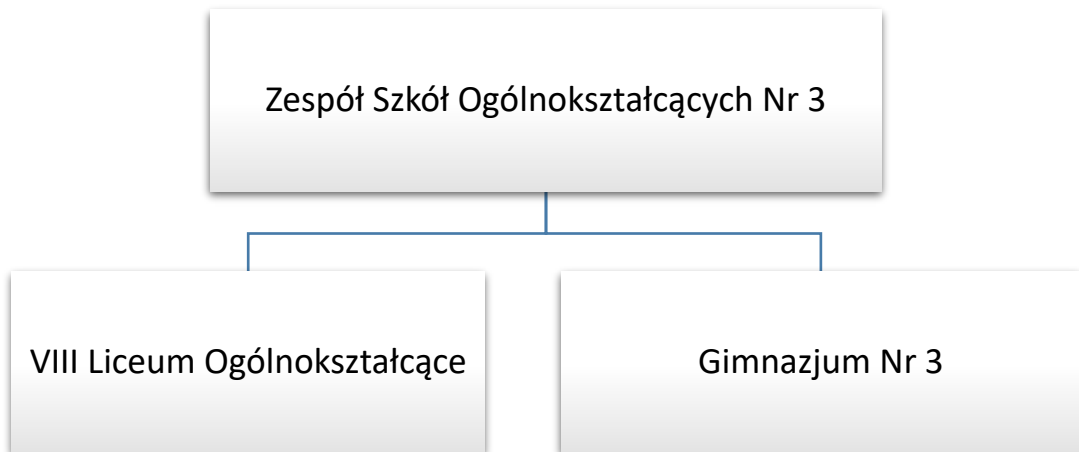 Zespół Szkół Ogólnokształcących Nr 3
VIII Liceum Ogólnokształcące
Gimnazjum Nr 3